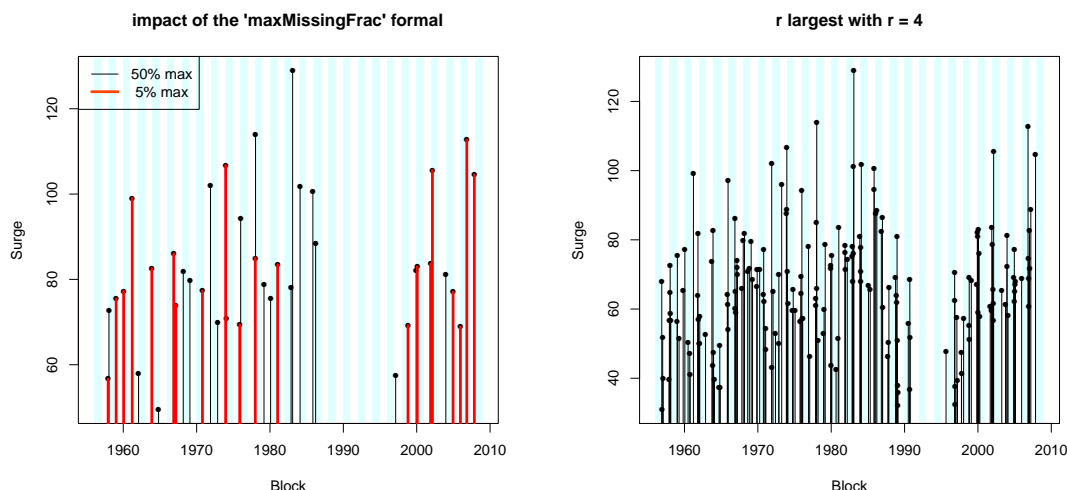 impact of the 'maxMissingFrac' formal
50% max
5% max
Surge
60
80
100
120
1960
1970
1980
1990
2000
2010
Block
r largest with r = 4
Surge
40
60
80
100
120
1960
1970
1980
1990
2000
2010
Block